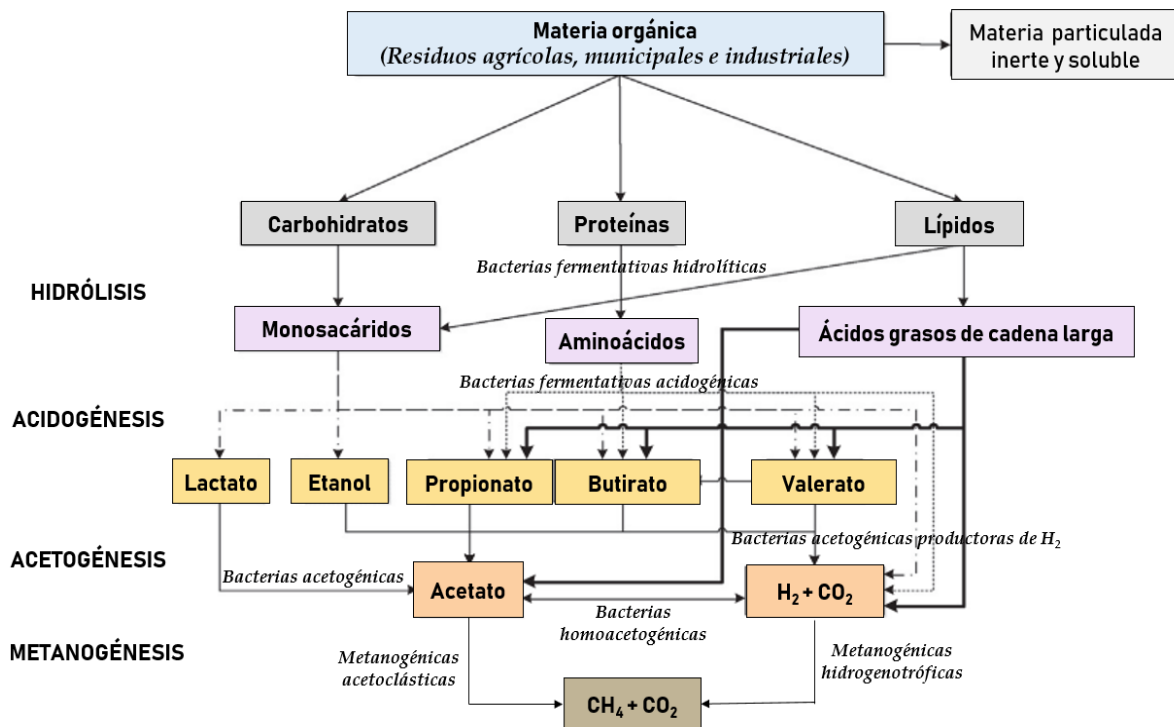 Materia orgánica
(Residuos agrícolas, municipales e industriales)
Materia particulada
inerte y soluble
Carbohidratos
Proteínas
Lípidos
Bacterias fermentativas hidrolíticas
HIDRÓLISIS
Monosacáridos
Aminoácidos
Ácidos grasos de cadena larga
Bacterias fermentativas acidogénicas
ACIDOGÉNESIS
Lactato
Etanol
Propionato
Butirato
Valerato
Bacterias acetogénicas productoras de H₂
ACETOGÉNESIS
Bacterias acetogénicas
Acetato
H₂ + CO₂
Bacterias
homoacetogénicas
METANOGÉNESIS
Metanogénicas
acetoclásticas
Metanogénicas
hidrogenotróficas
CH₄ + CO₂